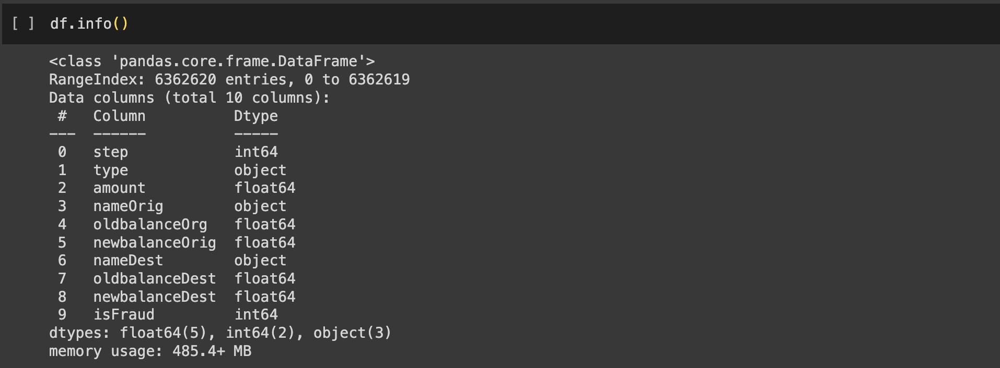 [ ] df.info()
<class 'pandas.core.frame.DataFrame'>
RangeIndex: 6362620 entries, 0 to 6362619
Data columns (total 10 columns):
 #   Column          Dtype
---  ------          -----
 0   step            int64
 1   type            object
 2   amount          float64
 3   nameOrig        object
 4   oldbalanceOrg   float64
 5   newbalanceOrig  float64
 6   nameDest        object
 7   oldbalanceDest  float64
 8   newbalanceDest  float64
 9   isFraud         int64
dtypes: float64(5), int64(2), object(3)
memory usage: 485.4+ MB